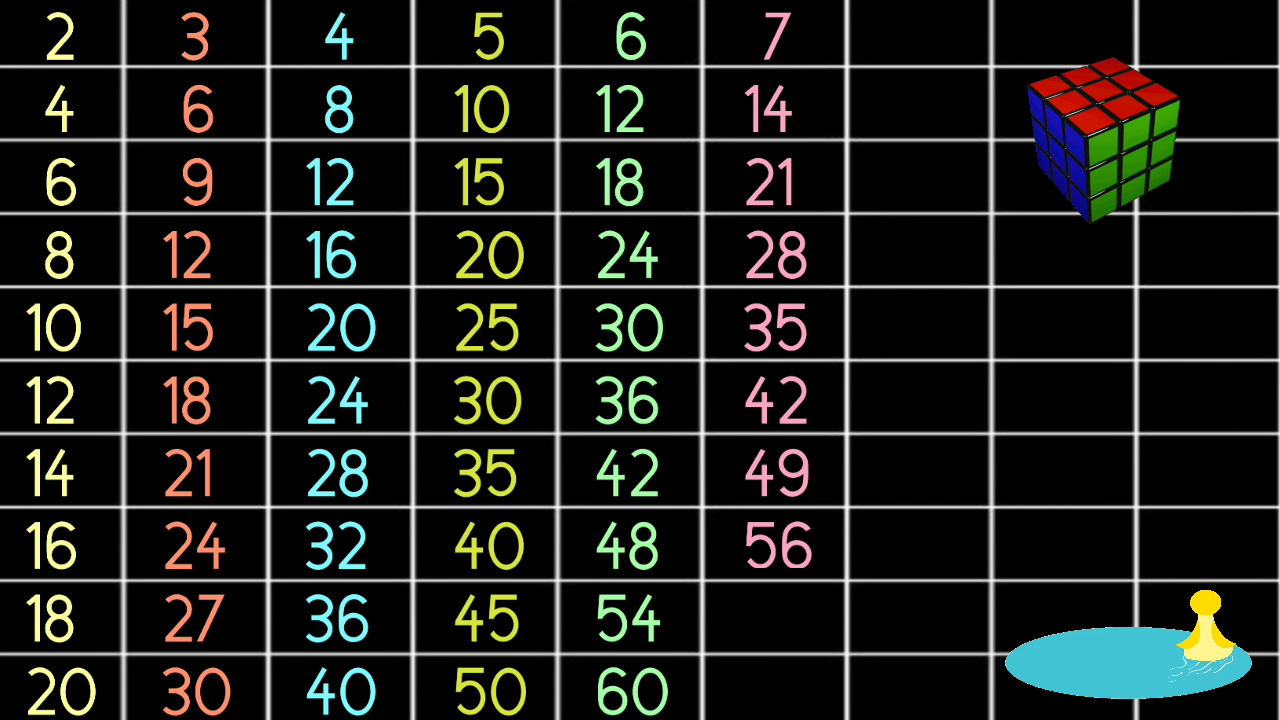 2 3 4 5 6 7
4 6 8 10 12 14
6 9 12 15 18 21
8 12 16 20 24 28
10 15 20 25 30 35
12 18 24 30 36 42
14 21 28 35 42 49
16 24 32 40 48 56
18 27 36 45 54
20 30 40 50 60